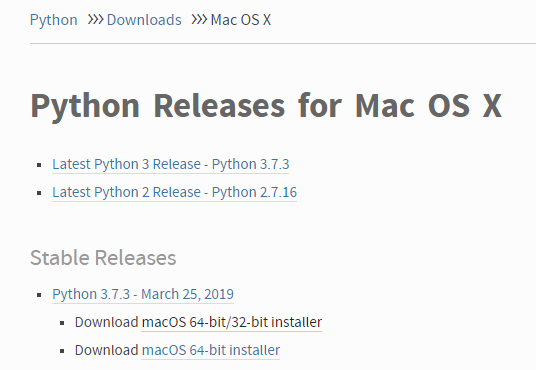 Python >>> Downloads >>> Mac OS X
Python Releases for Mac OS X
Latest Python 3 Release - Python 3.7.3
Latest Python 2 Release - Python 2.7.16
Stable Releases
Python 3.7.3 - March 25, 2019
Download macOS 64-bit/32-bit installer
Download macOS 64-bit installer